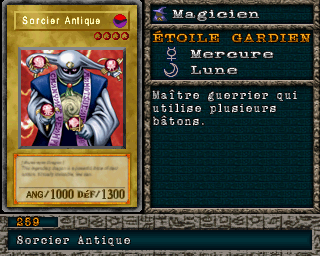 Sorcier Antique
ANG/1000 DéF/1300
Magicien
ÉTOILE GARDIEN
Mercure
Lune
Maître guerrier qui
utilise plusieurs
bâtons.
259
Sorcier Antique